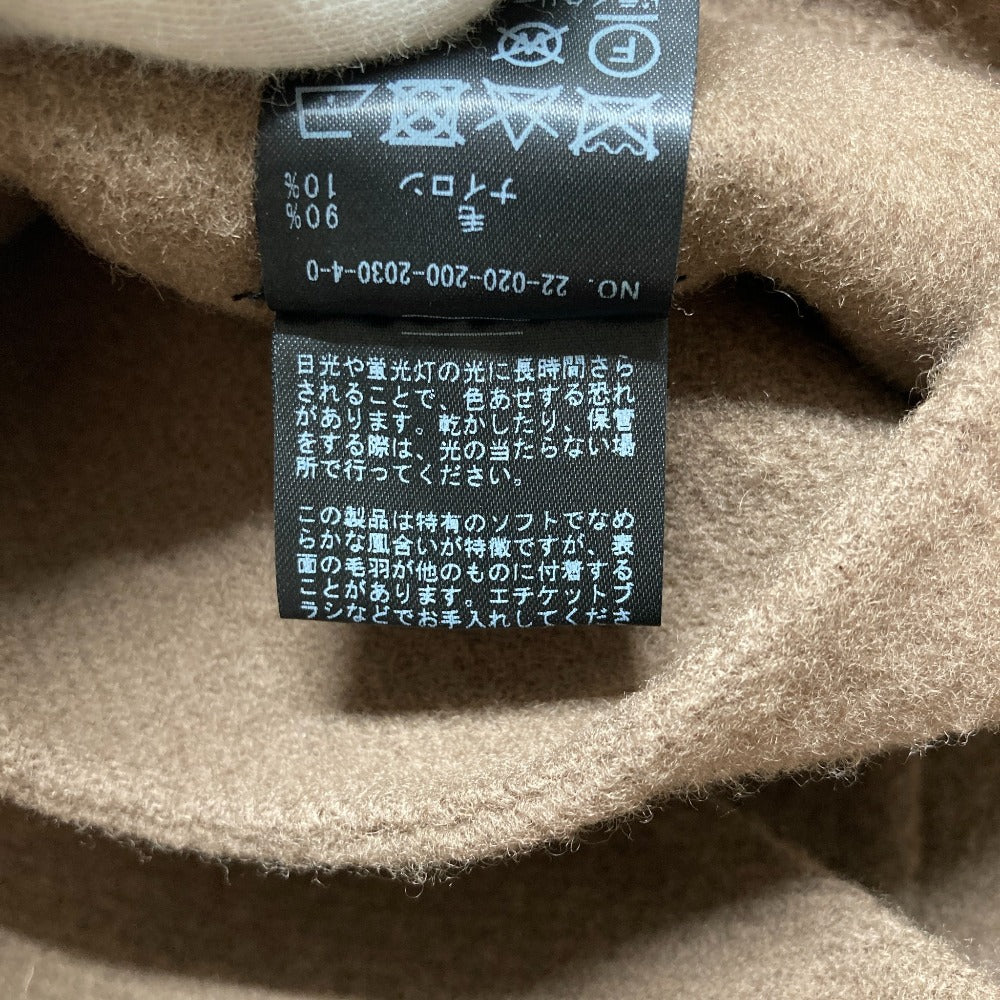 NO. 22-020-200-2030-4-0
毛 90%
ナイロン 10%
W
F
日光や蛍光灯の光に長時間さら
されることで、色あせする恐れ
があります。乾かしたり、保管
をする際は、光の当たらない場
所で行ってください。
この製品は特有のソフトでなめ
らかな風合いが特徴ですが、表
面の毛羽が他のものに付着する
ことがあります。エチケットブ
ラシなどでお手入れしてくださ